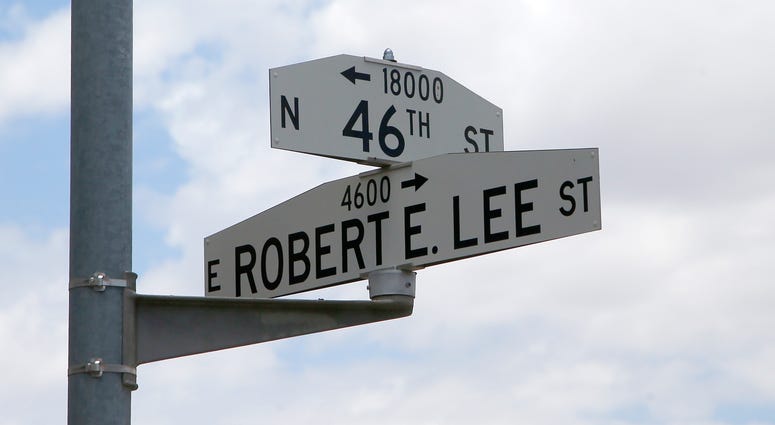 ← 18000
N 46TH ST
4600 →
E ROBERT E. LEE ST